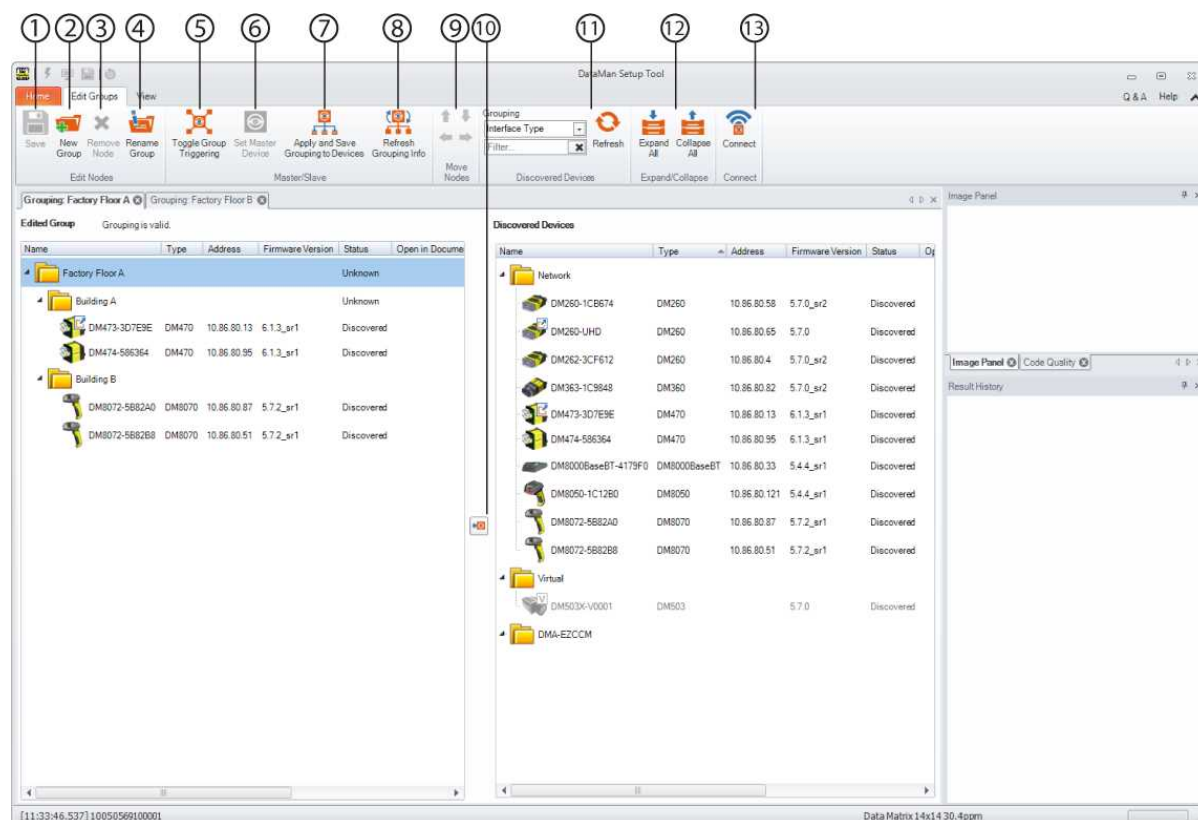 1 2 3 4 5 6 7 8 9 10 11 12 13
DataMan Setup Tool
Home Edit Groups View Q&A Help
Grouping
Interface Type
Filter...
Save New Group Remove Node Rename Group Toggle Group Triggering Set Master Device Apply and Save Grouping to Devices Refresh Grouping Info Refresh Expand All Collapse All Connect
Edit Nodes Master/Slave Move Nodes Discovered Devices Expand/Collapse Connect
Grouping: Factory Floor A Grouping: Factory Floor B
Image Panel
Edited Group Grouping is valid.
Name Type Address Firmware Version Status Open in Docume
Factory Floor A Unknown
Building A Unknown
DM473-3D7E9E DM470 10.86.80.13 6.1.3_sr1 Discovered
DM474-586364 DM470 10.86.80.95 6.1.3_sr1 Discovered
Building B
DM8072-5B82A0 DM8070 10.86.80.87 5.7.2_sr1 Discovered
DM8072-5B82B8 DM8070 10.86.80.51 5.7.2_sr1 Discovered
Discovered Devices
Name Type Address Firmware Version Status Op
Network
DM260-1CB674 DM260 10.86.80.58 5.7.0_sr2 Discovered
DM260-UHD DM260 10.86.80.65 5.7.0 Discovered
DM262-3CF612 DM260 10.86.80.4 5.7.0_sr2 Discovered
DM363-1C9848 DM360 10.86.80.82 5.7.0_sr2 Discovered
DM473-3D7E9E DM470 10.86.80.13 6.1.3_sr1 Discovered
DM474-586364 DM470 10.86.80.95 6.1.3_sr1 Discovered
DM8000BaseBT-4179F0 DM8000BaseBT 10.86.80.33 5.4.4_sr1 Discovered
DM8050-1C12B0 DM8050 10.86.80.121 5.4.4_sr1 Discovered
DM8072-5B82A0 DM8070 10.86.80.87 5.7.2_sr1 Discovered
DM8072-5B82B8 DM8070 10.86.80.51 5.7.2_sr1 Discovered
Virtual
V
DM503X-V0001 DM503 5.7.0 Discovered
DMA-EZCCM
Image Panel Code Quality
Result History
[11:33:46.537] 10050569100001 Data Matrix 14x14 30.4ppm